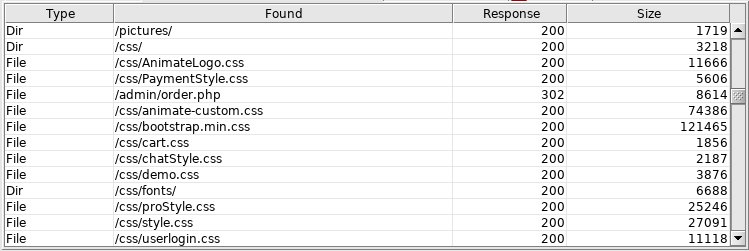 Type Found Response Size
Dir /pictures/ 200 1719
Dir /css/ 200 3218
File /css/AnimateLogo.css 200 11666
File /css/PaymentStyle.css 200 5606
File /admin/order.php 302 8614
File /css/animate-custom.css 200 74386
File /css/bootstrap.min.css 200 121465
File /css/cart.css 200 1856
File /css/chatStyle.css 200 2187
File /css/demo.css 200 3876
Dir /css/fonts/ 200 6688
File /css/proStyle.css 200 25246
File /css/style.css 200 27091
File /css/userlogin.css 200 11118